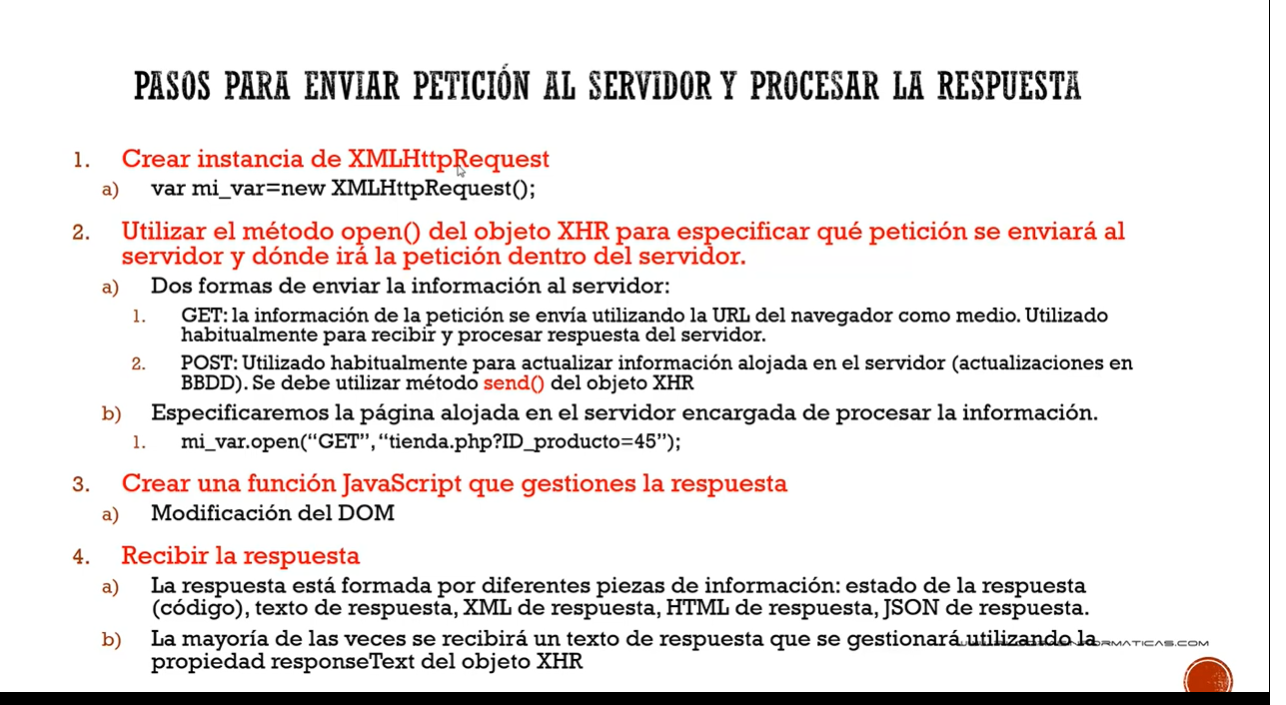 PASOS PARA ENVIAR PETICIÓN AL SERVIDOR Y PROCESAR LA RESPUESTA
1. Crear instancia de XMLHttpRequest
a) var mi_var=new XMLHttpRequest();
2. Utilizar el método open() del objeto XHR para especificar qué petición se enviará al
servidor y dónde irá la petición dentro del servidor.
a) Dos formas de enviar la información al servidor:
1. GET: la información de la petición se envía utilizando la URL del navegador como medio. Utilizado
habitualmente para recibir y procesar respuesta del servidor.
2. POST: Utilizado habitualmente para actualizar información alojada en el servidor (actualizaciones en
BBDD). Se debe utilizar método send() del objeto XHR
b) Especificaremos la página alojada en el servidor encargada de procesar la información.
1. mi_var.open(“GET”,“tienda.php?ID_producto=45”);
3. Crear una función JavaScript que gestiones la respuesta
a) Modificación del DOM
4. Recibir la respuesta
a) La respuesta está formada por diferentes piezas de información: estado de la respuesta
(código), texto de respuesta, XML de respuesta, HTML de respuesta, JSON de respuesta.
b) La mayoría de las veces se recibirá un texto de respuesta que se gestionará utilizando la
propiedad responseText del objeto XHR